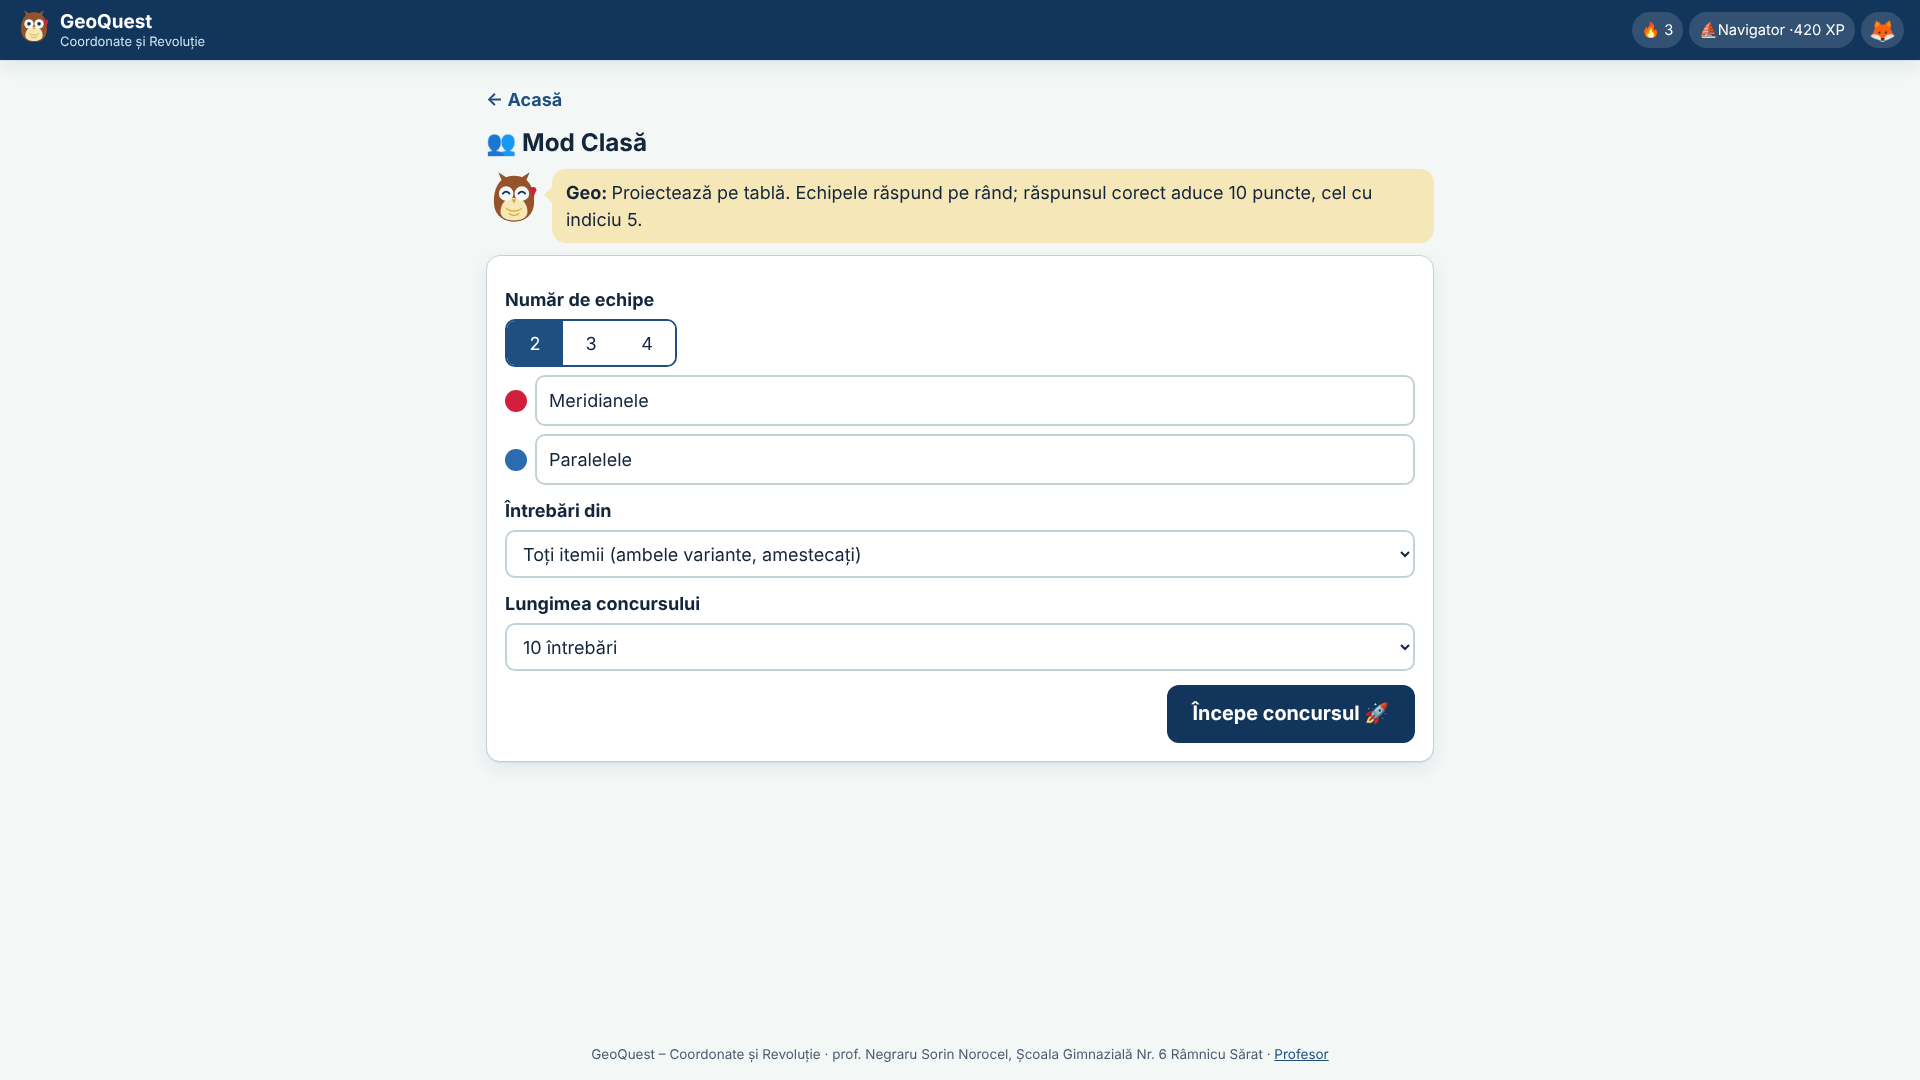 GeoQuest
Coordonate și Revoluție
🔥 3
⛵Navigator ·420 XP
← Acasă
👥 Mod Clasă
Geo: Proiectează pe tablă. Echipele răspund pe rând; răspunsul corect aduce 10 puncte, cel cu
indiciu 5.
Număr de echipe
2 3 4
Meridianele
Paralelele
Întrebări din
Toți itemii (ambele variante, amestecați)
Lungimea concursului
10 întrebări
Începe concursul 🚀
GeoQuest – Coordonate și Revoluție · prof. Negraru Sorin Norocel, Școala Gimnazială Nr. 6 Râmnicu Sărat · Profesor